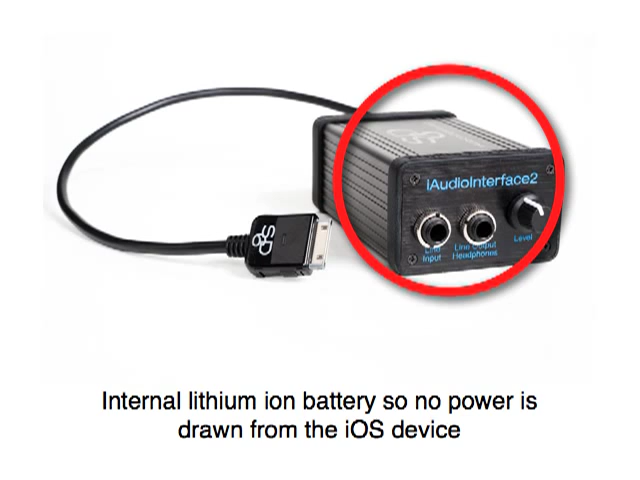 iAudioInterface2
Line
Input
Line Output
Headphones
Level
Internal lithium ion battery so no power is
drawn from the iOS device